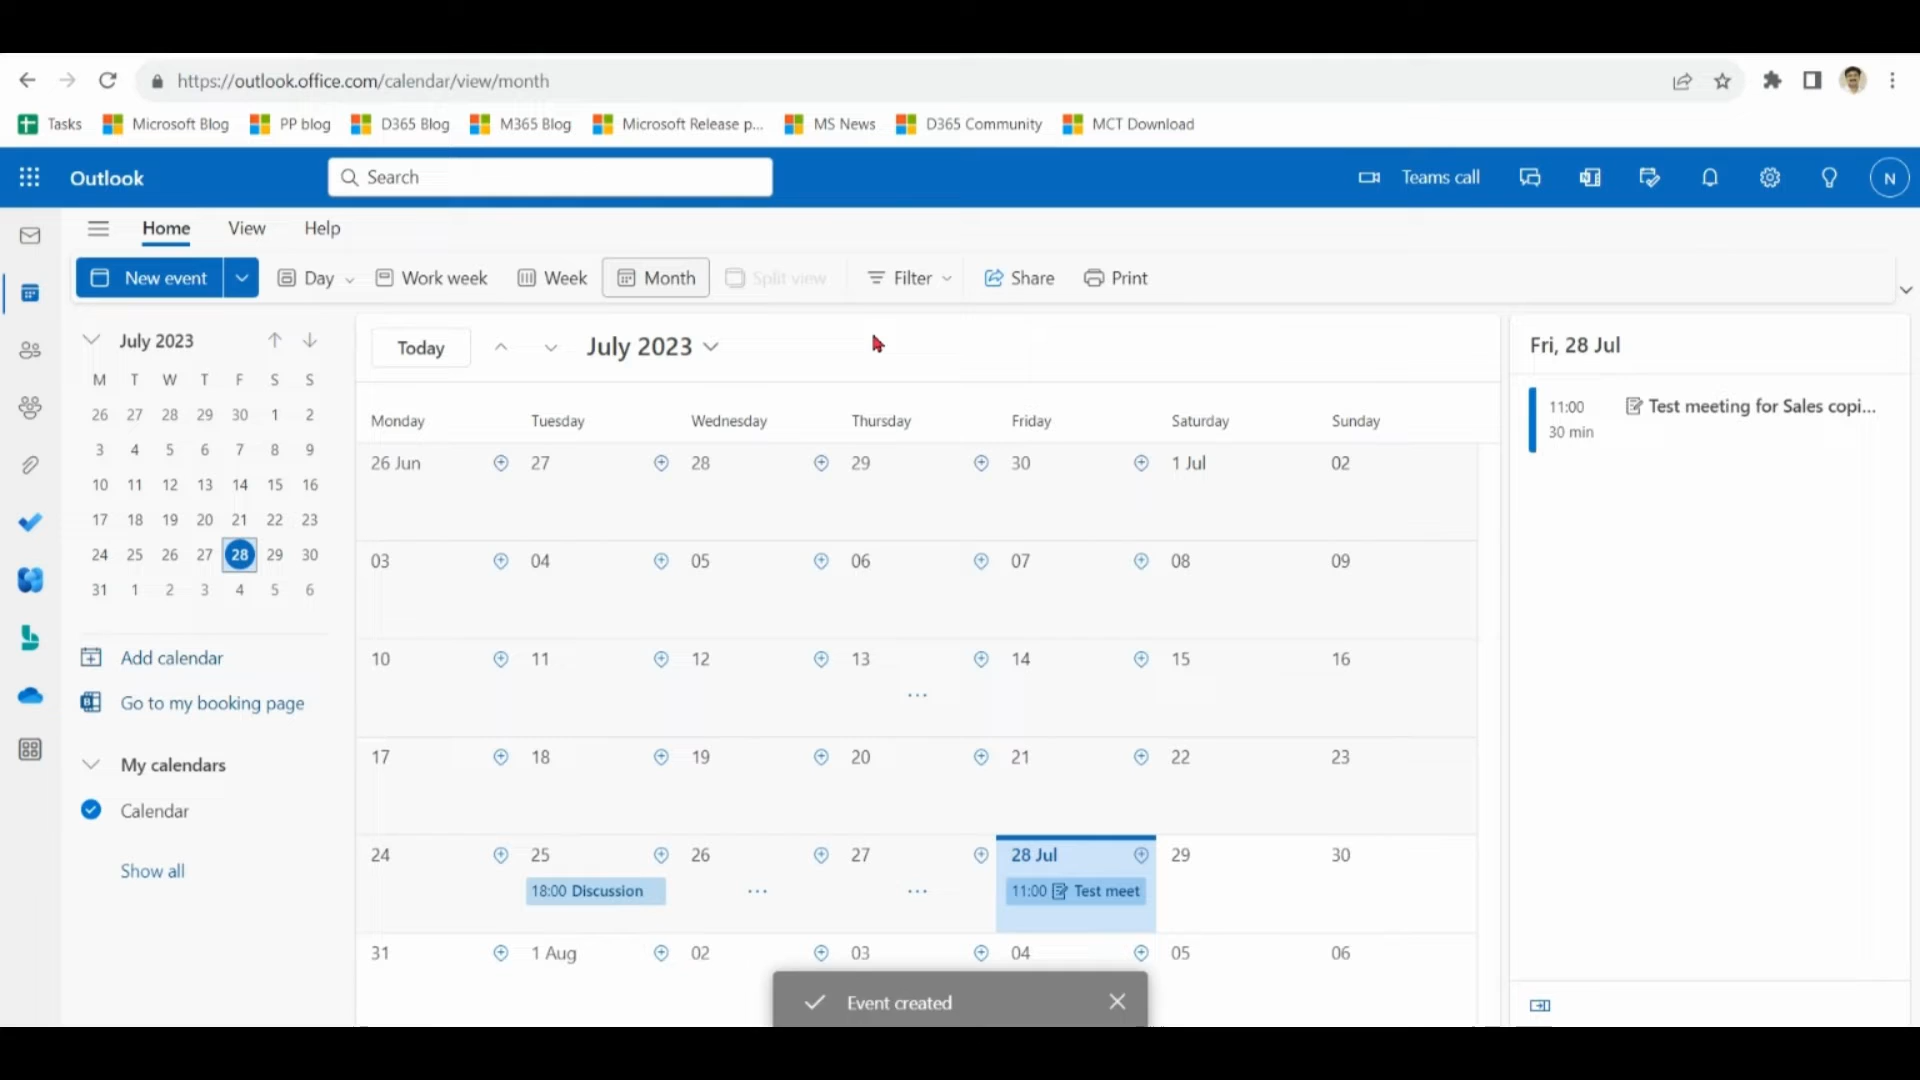 https://outlook.office.com/calendar/view/month
Tasks Microsoft Blog PP blog D365 Blog M365 Blog Microsoft Release p... MS News D365 Community MCT Download
Outlook Search Teams call N
Home View Help
New event Day Work week Week Month Split view Filter Share Print
July 2023
M T W T F S S
26 27 28 29 30 1 2
3 4 5 6 7 8 9
10 11 12 13 14 15 16
17 18 19 20 21 22 23
24 25 26 27 28 29 30
31 1 2 3 4 5 6
Add calendar
Go to my booking page
My calendars
Calendar
Show all
Today July 2023
Monday Tuesday Wednesday Thursday Friday Saturday Sunday
26 Jun 27 28 29 30 1 Jul 02
03 04 05 06 07 08 09
10 11 12 13 14 15 16
...
17 18 19 20 21 22 23
24 25 26 27 28 Jul 29 30
18:00 Discussion ... ... 11:00 Test meet
31 1 Aug 02 03 04 05 06
Event created
Fri, 28 Jul
11:00 Test meeting for Sales copi...
30 min